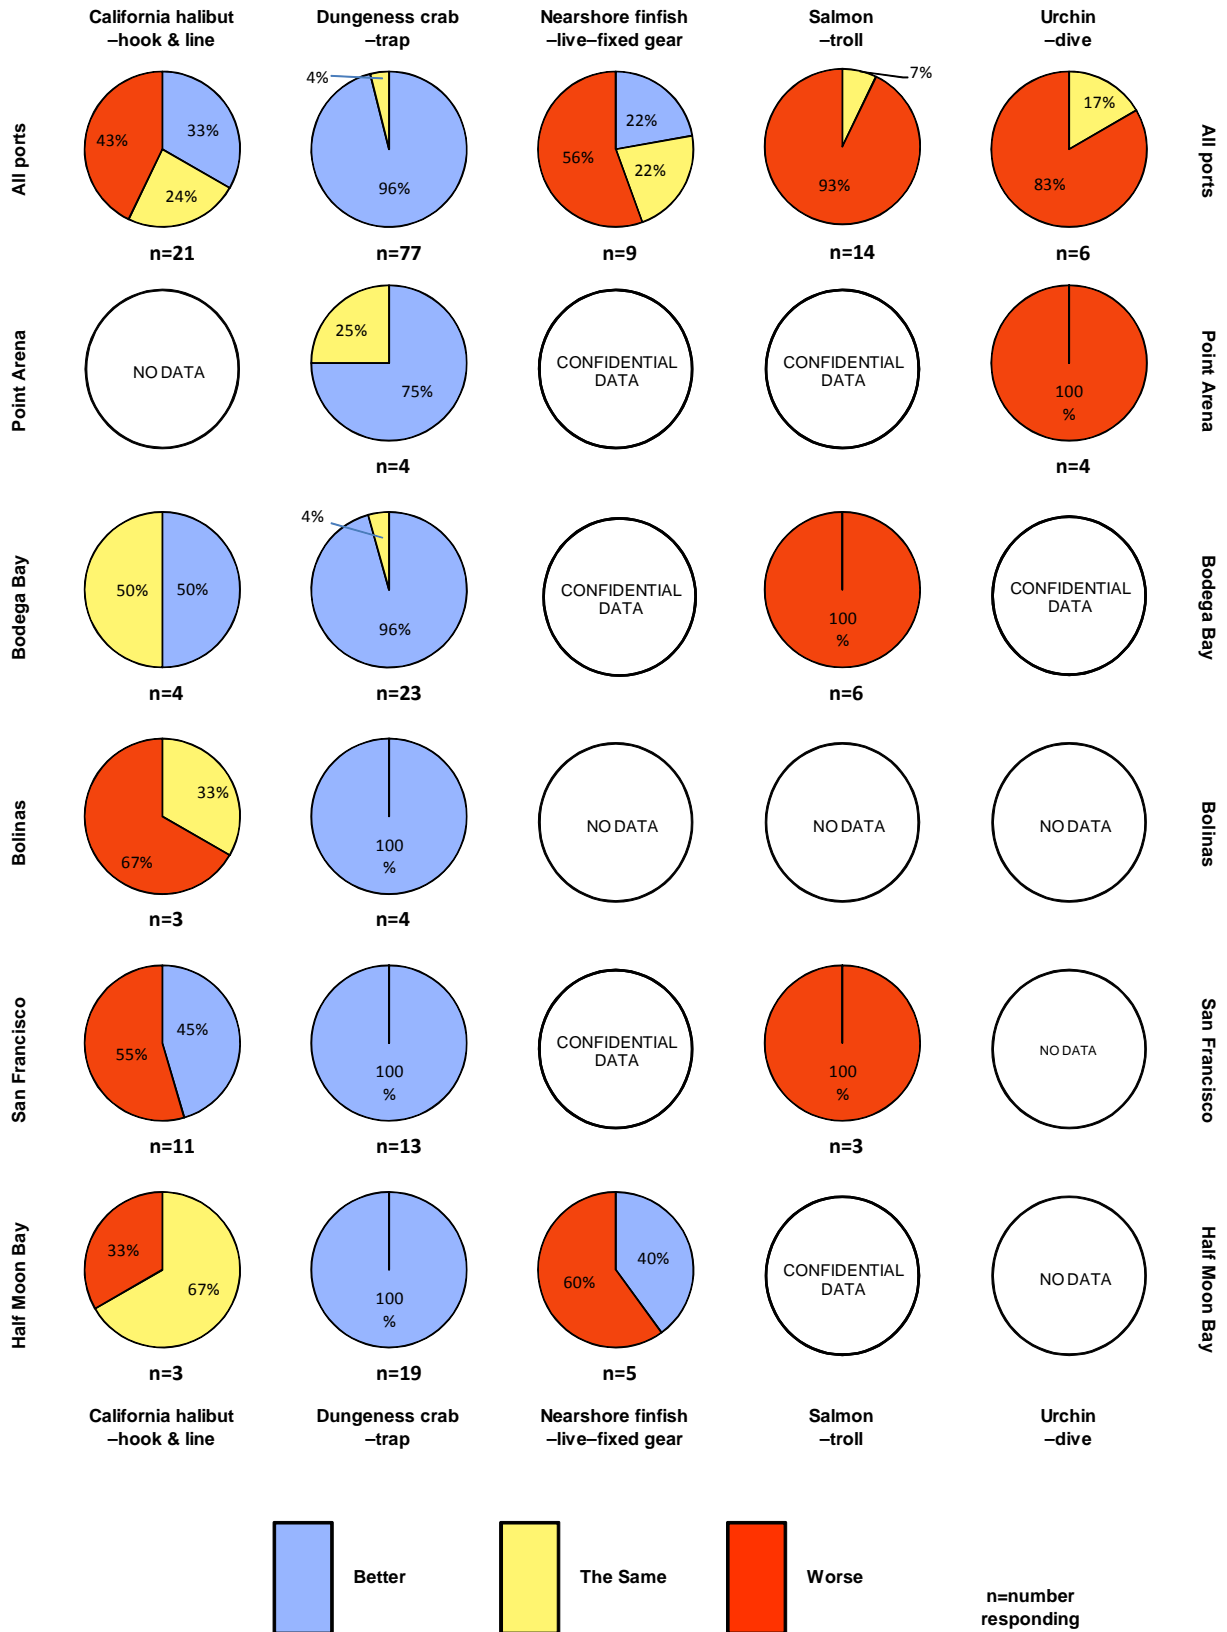 California halibut
–hook & line
Dungeness crab
–trap
Nearshore finfish
–live–fixed gear
Salmon
–troll
Urchin
–dive
All ports
43%
33%
24%
n=21
4%
96%
n=77
56%
22%
22%
n=9
7%
93%
n=14
17%
83%
n=6
All ports
Point Arena
NO DATA
25%
75%
n=4
CONFIDENTIAL
DATA
CONFIDENTIAL
DATA
100
%
n=4
Point Arena
Bodega Bay
50%
50%
n=4
4%
96%
n=23
CONFIDENTIAL
DATA
100
%
n=6
CONFIDENTIAL
DATA
Bodega Bay
Bolinas
33%
67%
n=3
100
%
n=4
NO DATA
NO DATA
NO DATA
Bolinas
San Francisco
45%
55%
n=11
100
%
n=13
CONFIDENTIAL
DATA
100
%
n=3
NO DATA
San Francisco
Half Moon Bay
33%
67%
n=3
100
%
n=19
40%
60%
n=5
CONFIDENTIAL
DATA
NO DATA
Half Moon Bay
California halibut
–hook & line
Dungeness crab
–trap
Nearshore finfish
–live–fixed gear
Salmon
–troll
Urchin
–dive
Better
The Same
Worse
n=number
responding